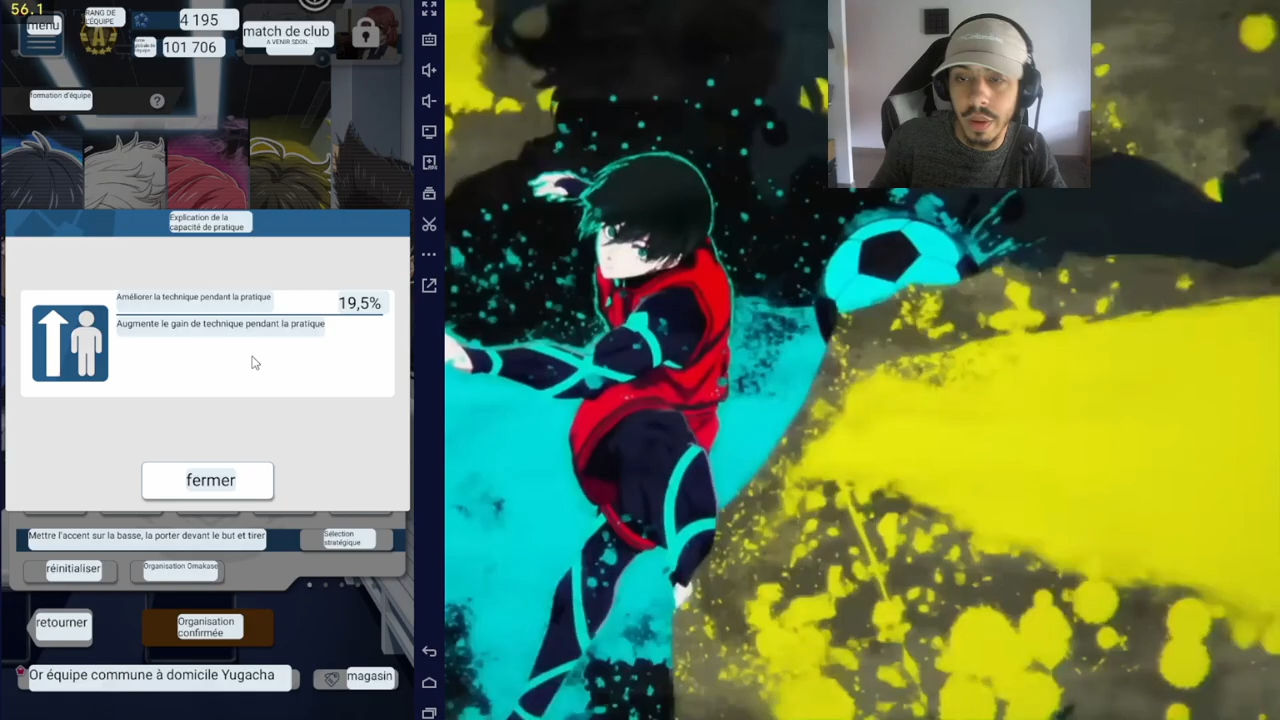 56.1
menu
RANG DE
L'ÉQUIPE
4 195
101 706
match de club
A VENIR SOON
formation d'équipe
?
Explication de la
capacité de pratique
Améliorer la technique pendant la pratique
19,5%
Augmente le gain de technique pendant la pratique
fermer
Mettre l'accent sur la basse, la porter devant le but et tirer
Sélection
stratégique
réinitialiser
Organisation Omakase
retourner
Organisation
confirmée
Or équipe commune à domicile Yugacha
magasin